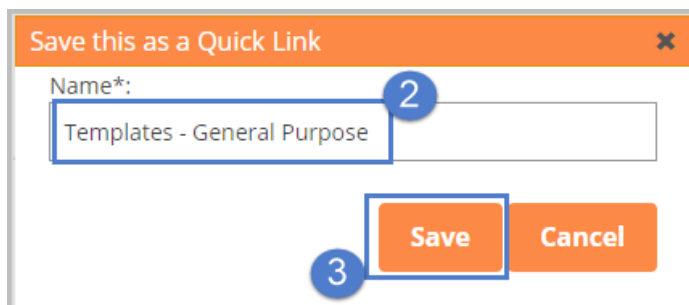 Save this as a Quick Link ✖
Name*:
2
Templates - General Purpose
Save Cancel
3